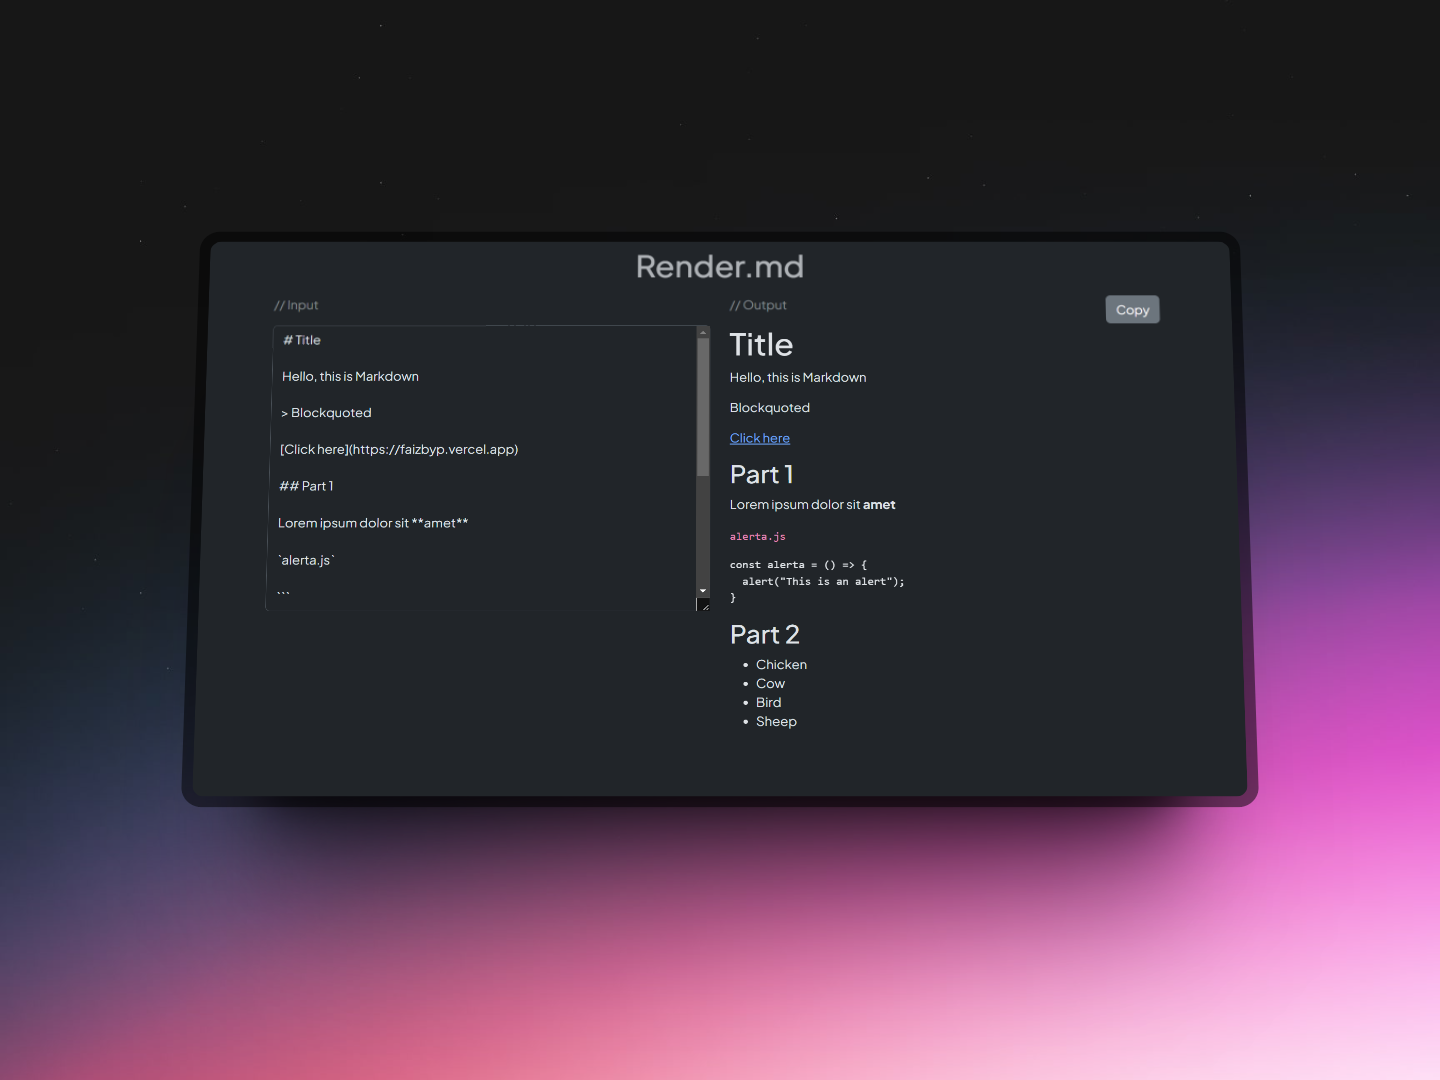 Render.md
// Input
# Title
Hello, this is Markdown
> Blockquoted
[Click here](https://faizbyp.vercel.app)
## Part 1
Lorem ipsum dolor sit **amet**
`alerta.js`
```
// Output
Copy
Title
Hello, this is Markdown
Blockquoted
Click here
Part 1
Lorem ipsum dolor sit amet
alerta.js
const alerta = () => {
  alert("This is an alert");
}
Part 2
• Chicken
• Cow
• Bird
• Sheep